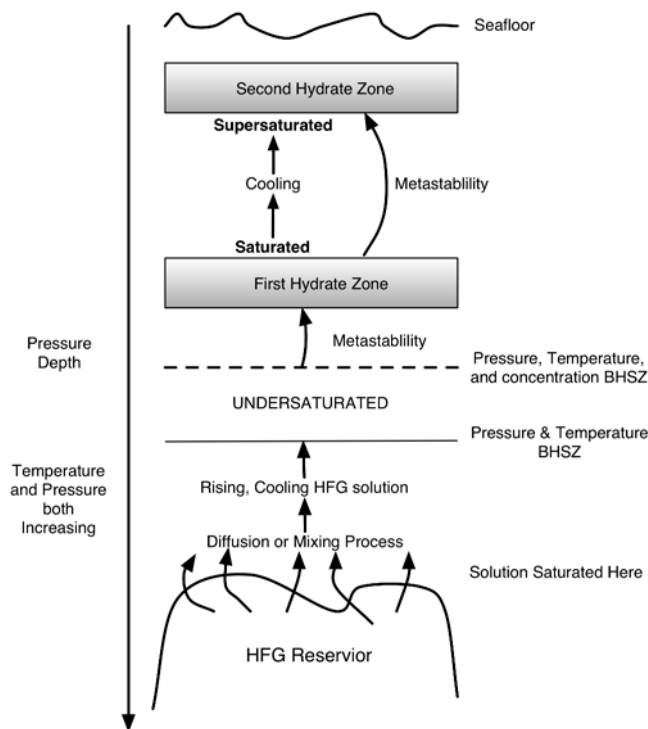 Seafloor
Second Hydrate Zone
Supersaturated
Cooling
Metastablility
Saturated
First Hydrate Zone
Pressure
Depth
Metastablility
Pressure, Temperature,
and concentration BHSZ
UNDERSATURATED
Pressure & Temperature
BHSZ
Temperature
and Pressure
both
Increasing
Rising, Cooling HFG solution
Diffusion or Mixing Process
Solution Saturated Here
HFG Reservior